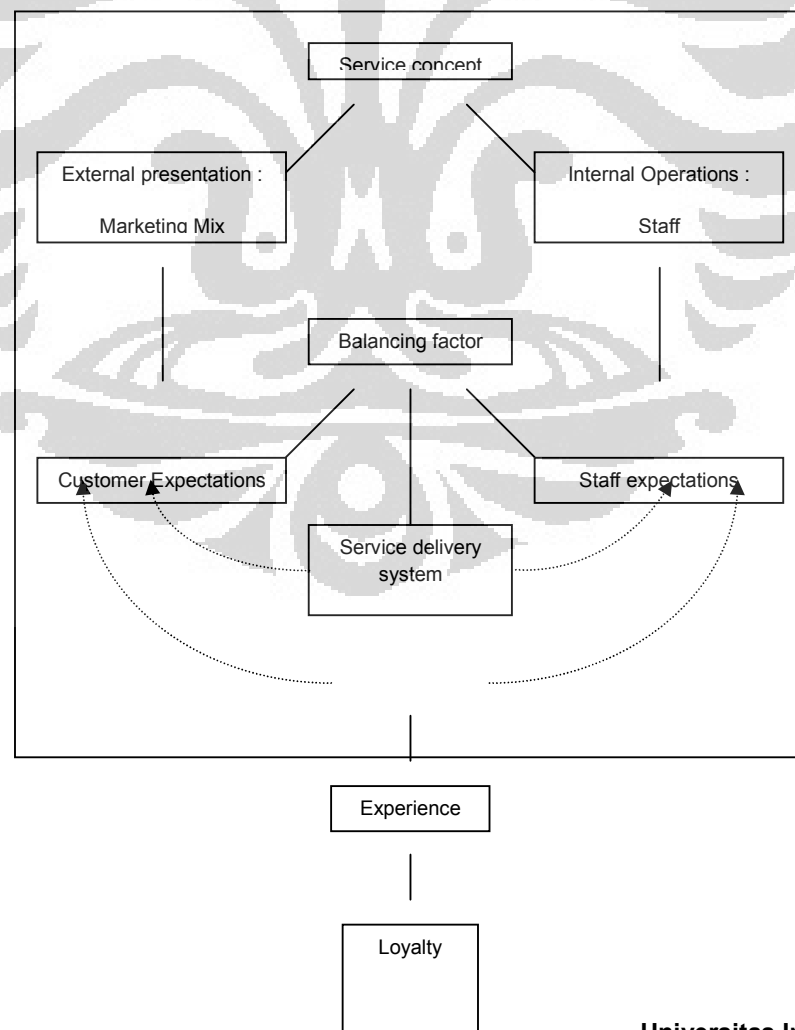 Service concept
External presentation :
Marketing Mix
Internal Operations :
Staff
Balancing factor
Customer Expectations
Staff expectations
Service delivery
system
Experience
Loyalty